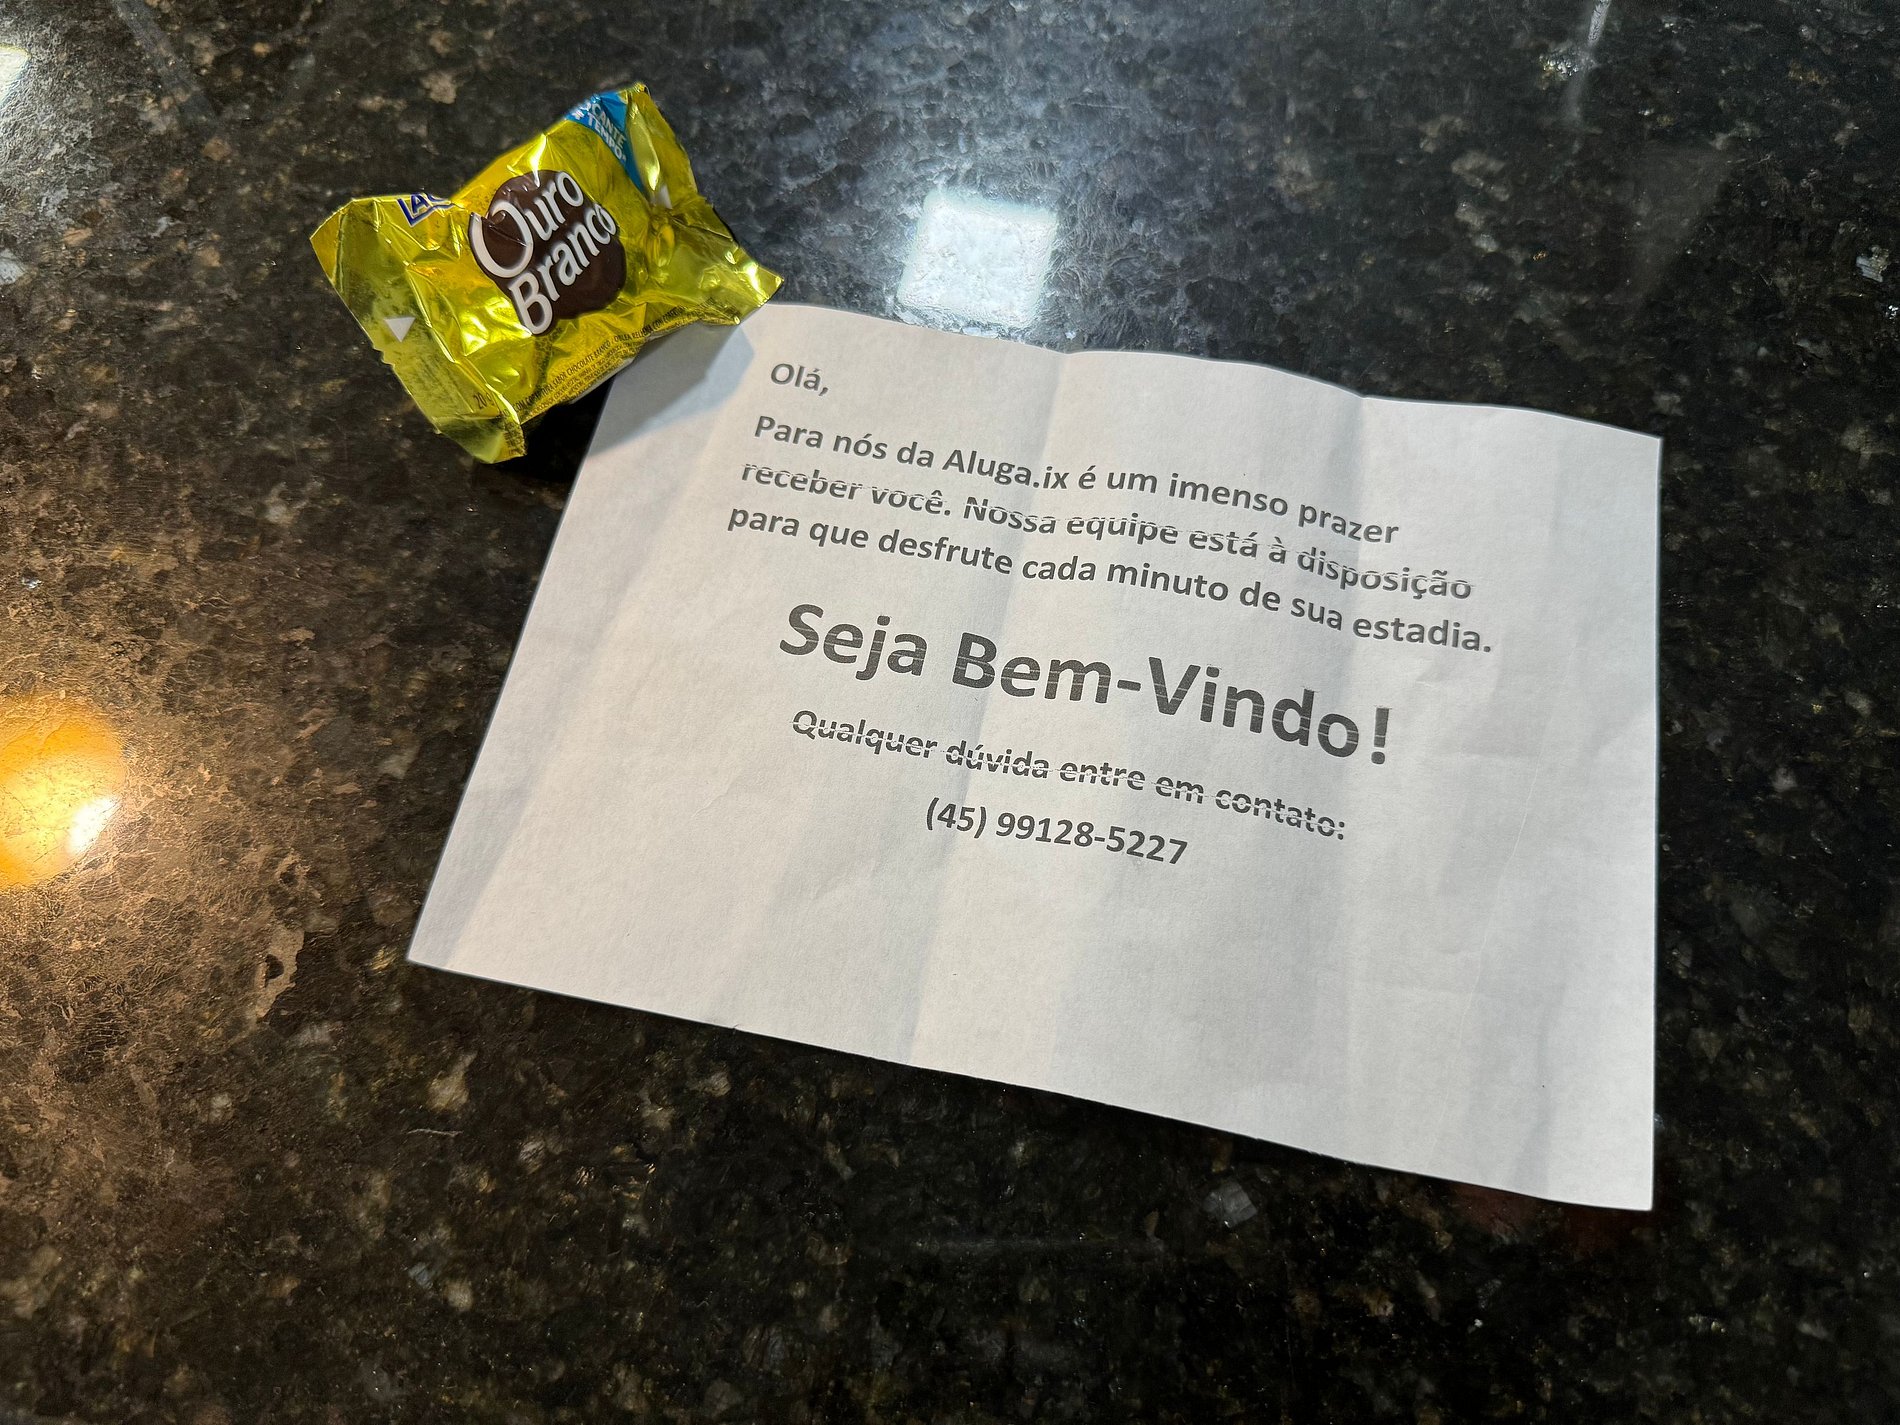 Ouro
Branco
20g
Olá,
Para nós da Aluga.ix é um imenso prazer
receber você. Nossa equipe está à disposição
para que desfrute cada minuto de sua estadia.
Seja Bem-Vindo!
Qualquer dúvida entre em contato:
(45) 99128-5227